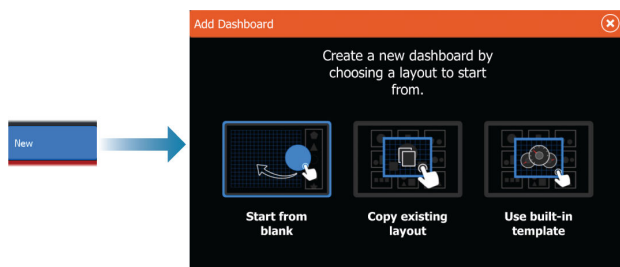 Add Dashboard
Create a new dashboard by
choosing a layout to start
from.
New
Start from
blank
Copy existing
layout
Use built-in
template